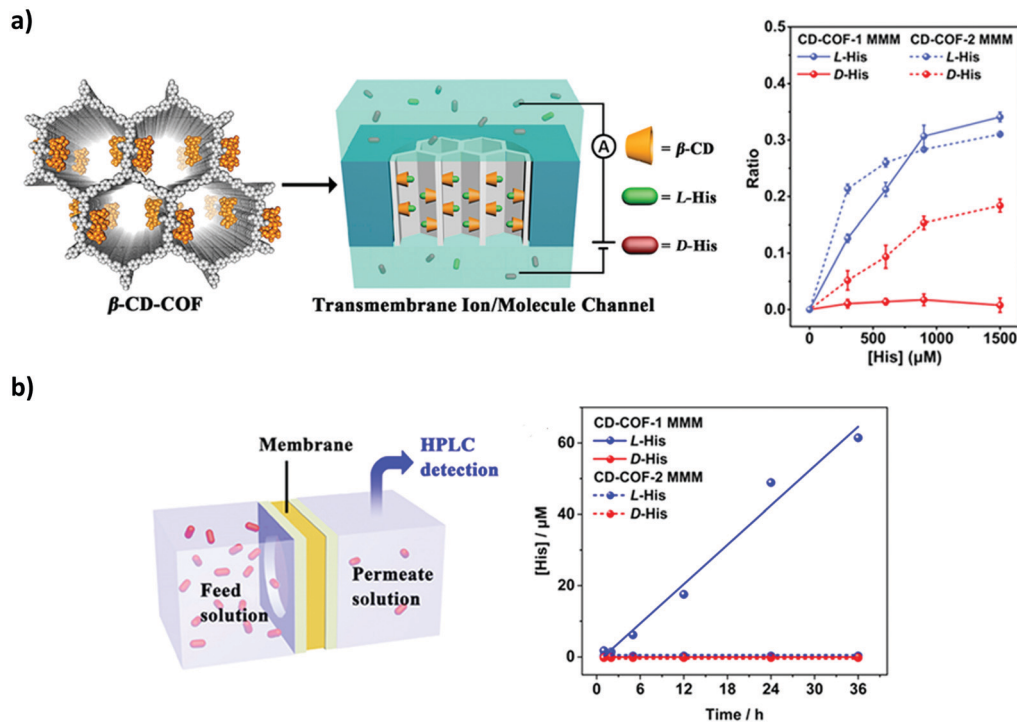 a)
β-CD-COF
A
= β-CD
= L-His
= D-His
Transmembrane Ion/Molecule Channel
CD-COF-1 MMM CD-COF-2 MMM
L-His L-His
D-His D-His
Ratio
0.5
0.4
0.3
0.2
0.1
0.0
0 500 1000 1500
[His] (µM)
b)
Membrane
HPLC
detection
Feed
solution
Permeate
solution
CD-COF-1 MMM
L-His
D-His
CD-COF-2 MMM
L-His
D-His
[His] / µM
60
40
20
0
0 6 12 18 24 30 36
Time / h